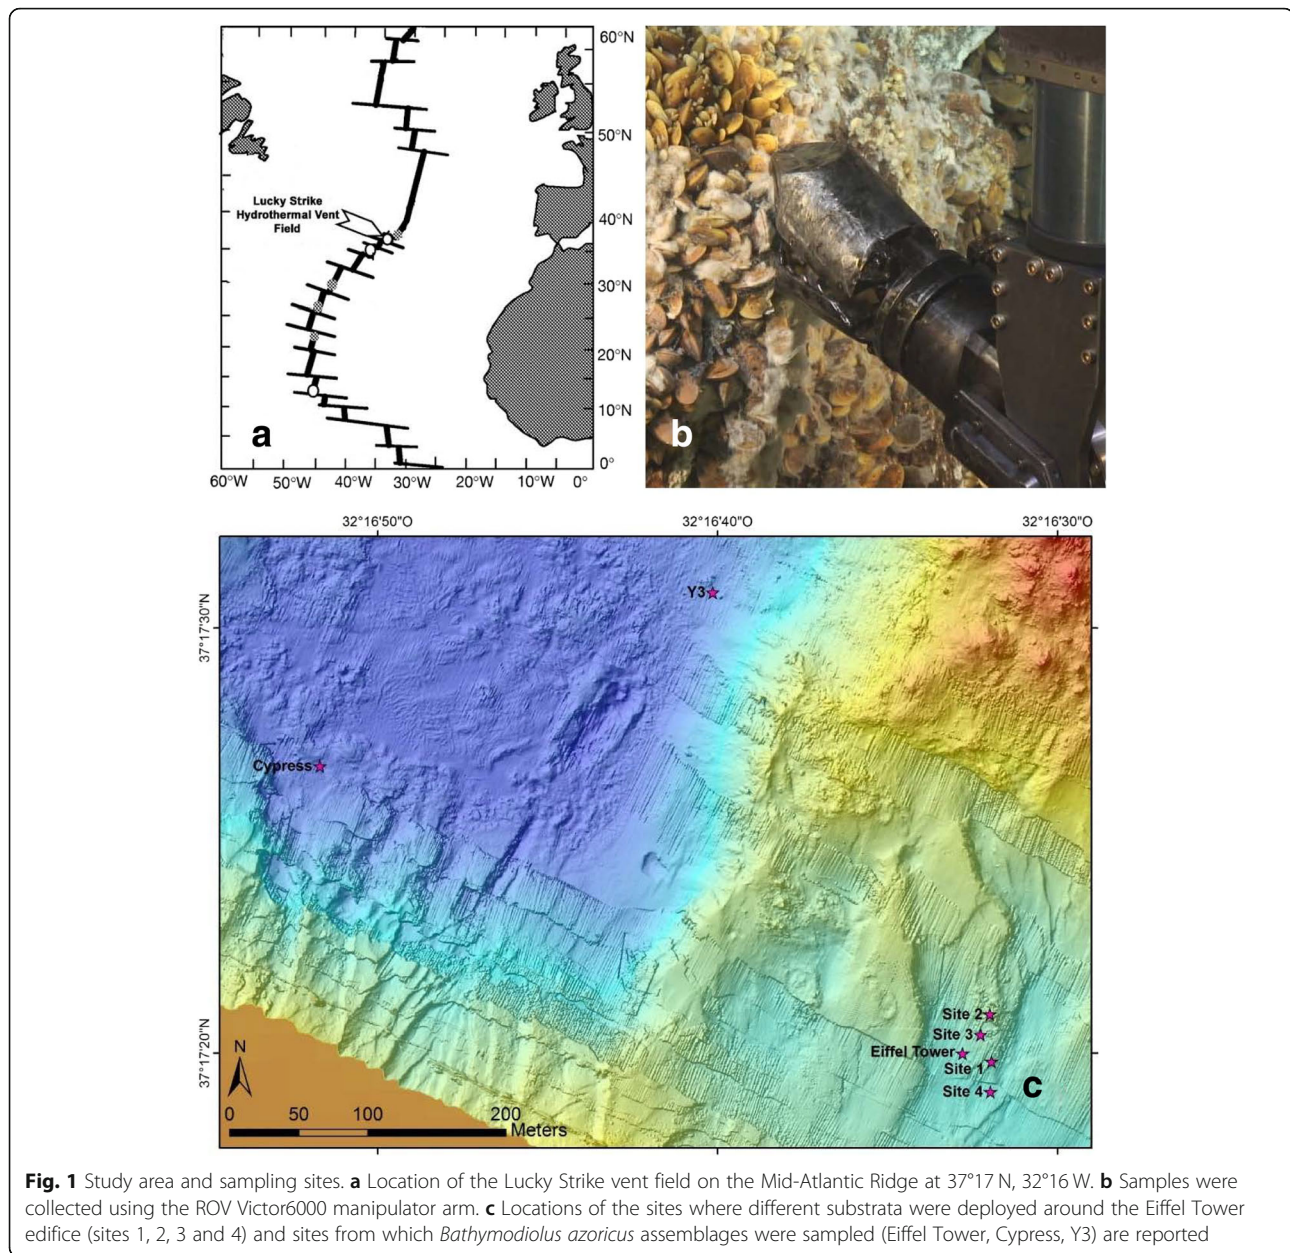 60°N
50°N
Lucky Strike
Hydrothermal Vent
Field
40°N
30°N
20°N
10°N
0°
a
60°W 50°W 40°W 30°W 20°W 10°W 0°
b
32°16'50"O 32°16'40"O 32°16'30"O
Y3
37°17'30"N
Cypress
Site 2
Site 3
Eiffel Tower
Site 1
Site 4
37°17'20"N
N
c
0 50 100 200
Meters
Fig. 1 Study area and sampling sites. a Location of the Lucky Strike vent field on the Mid-Atlantic Ridge at 37°17 N, 32°16 W. b Samples were
collected using the ROV Victor6000 manipulator arm. c Locations of the sites where different substrata were deployed around the Eiffel Tower
edifice (sites 1, 2, 3 and 4) and sites from which Bathymodiolus azoricus assemblages were sampled (Eiffel Tower, Cypress, Y3) are reported